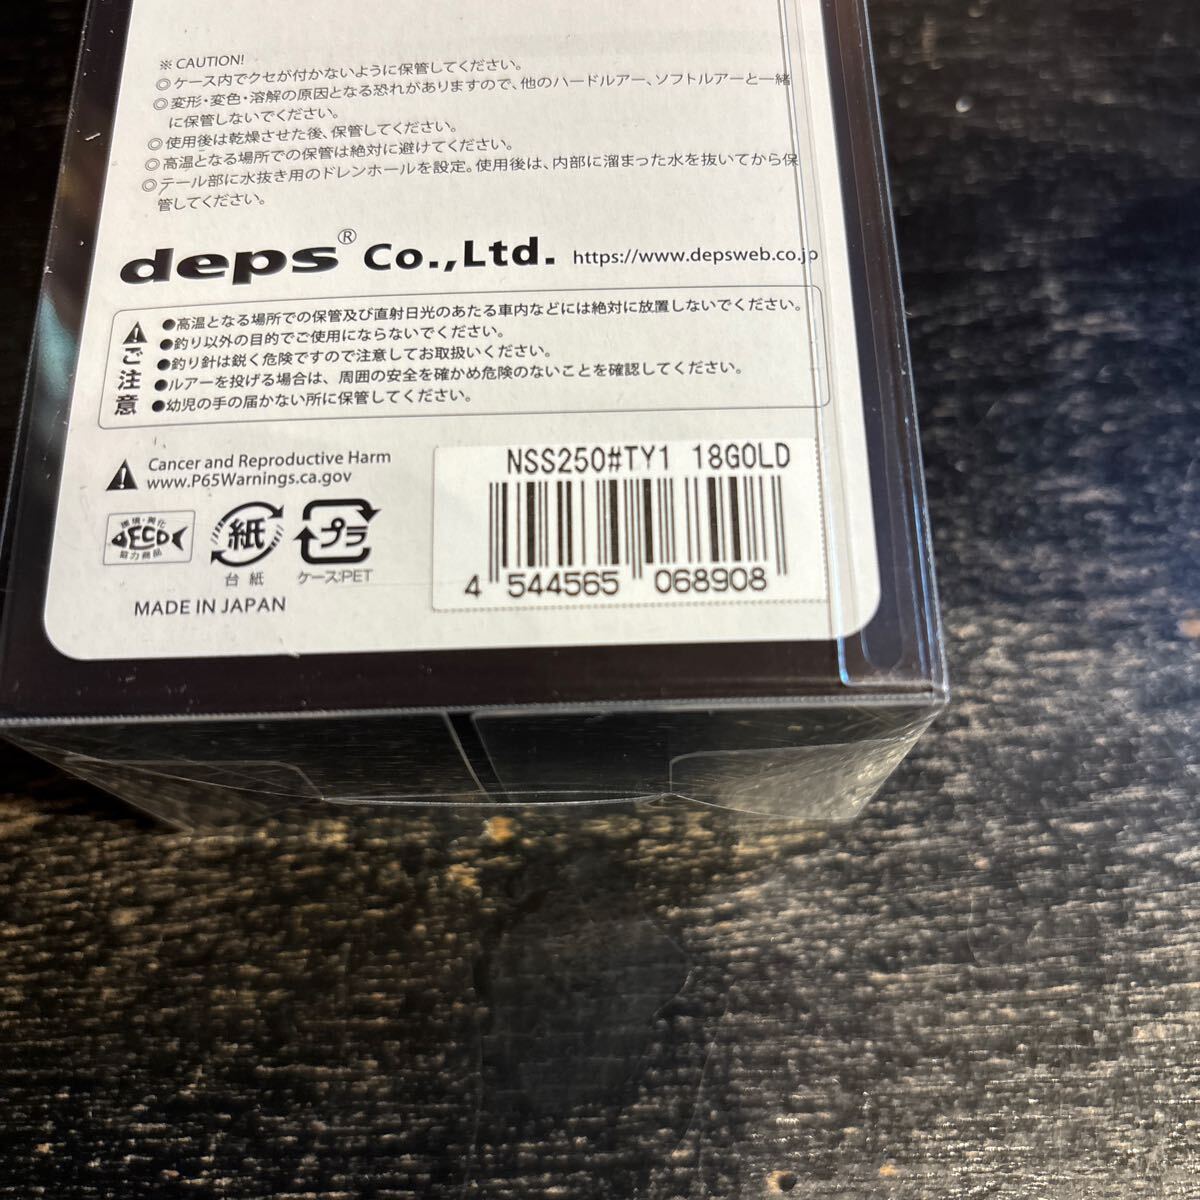 ※ CAUTION!
◎ケース内でクセが付かないように保管してください。
◎変形・変色・溶解の原因となる恐れがありますので、他のハードルアー、ソフトルアーと一緒
に保管しないでください。
◎使用後は乾燥させた後、保管してください。
◎高温となる場所での保管は絶対に避けてください。
◎テール部に水抜き用のドレンホールを設定。使用後は、内部に溜まった水を抜いてから保
管してください。
deps® Co.,Ltd. https://www.depsweb.co.jp
ご注意
●高温となる場所での保管及び直射日光のあたる車内などには絶対に放置しないでください。
●釣り以外の目的でご使用にならないでください。
●釣り針は鋭く危険ですので注意してお取扱いください。
●ルアーを投げる場合は、周囲の安全を確かめ危険のないことを確認してください。
●幼児の手の届かない所に保管してください。
Cancer and Reproductive Harm
www.P65Warnings.ca.gov
環境・美化
ECO
協力商品
紙
台紙
プラ
ケース:PET
MADE IN JAPAN
NSS250#TY1 18GOLD
4 544565 068908